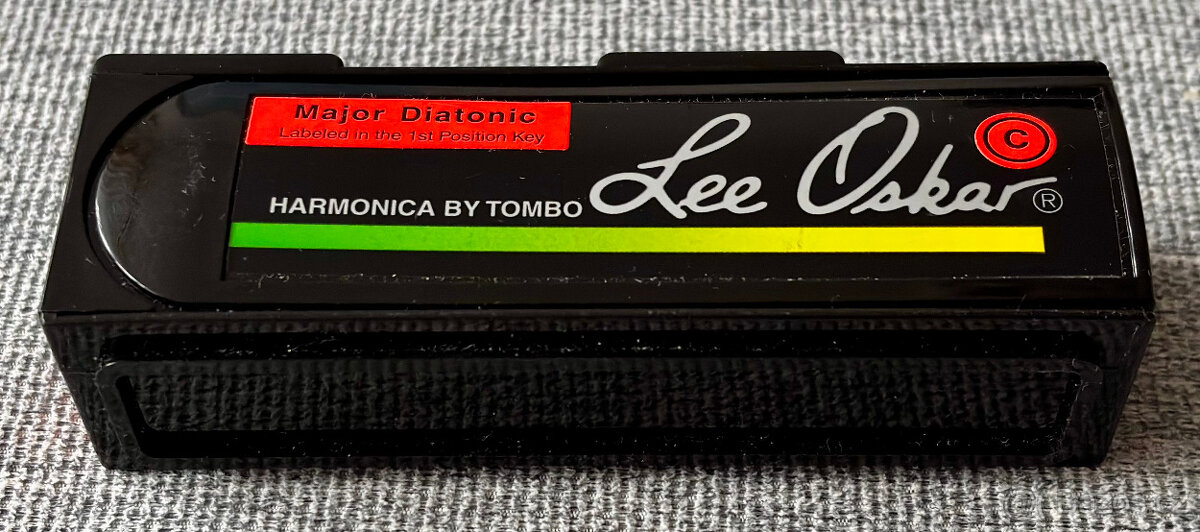 Major Diatonic
Labeled in the 1st Position Key
HARMONICA BY TOMBO Lee Oskar ®
C